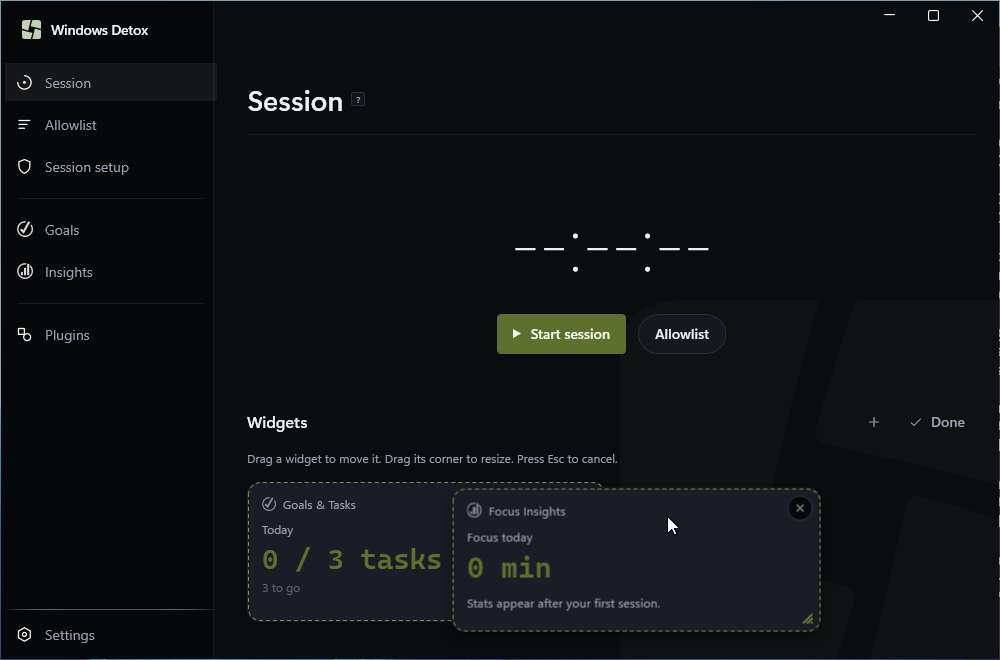 Windows Detox
Session
Allowlist
Session setup
Goals
Insights
Plugins
Settings
Session ?
– – : – – : – –
Start session
Allowlist
Widgets
+ Done
Drag a widget to move it. Drag its corner to resize. Press Esc to cancel.
Goals & Tasks
Today
0 / 3 tasks
3 to go
Focus Insights
Focus today
0 min
Stats appear after your first session.